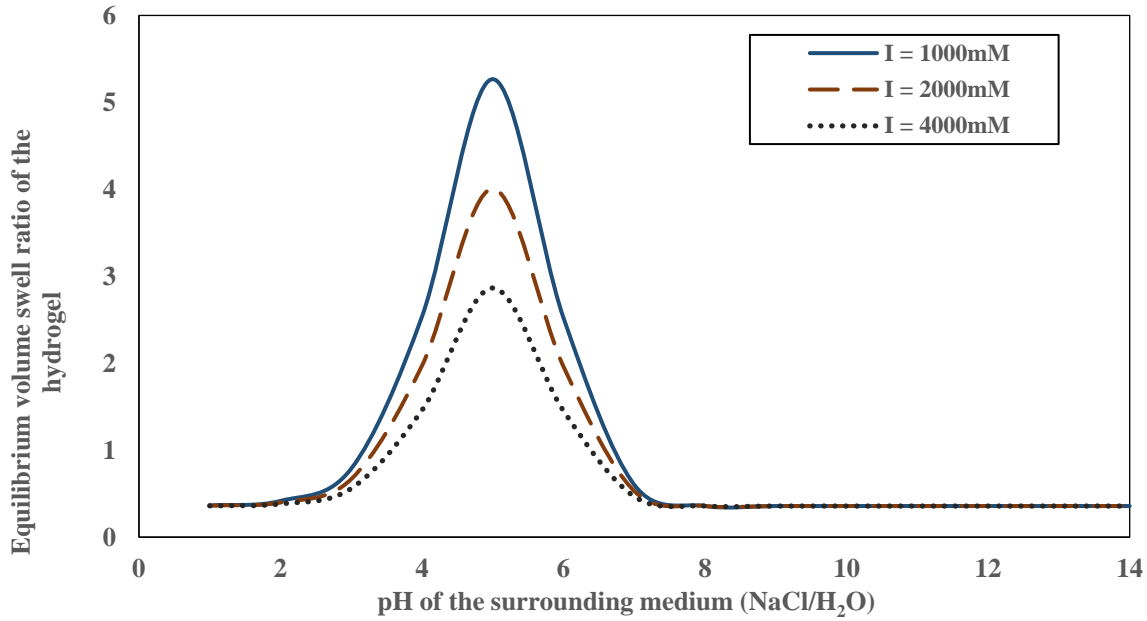 Equilibrium volume swell ratio of the
hydrogel
6
5
4
3
2
1
0
I = 1000mM
I = 2000mM
I = 4000mM
0 2 4 6 8 10 12 14
pH of the surrounding medium (NaCl/H₂O)